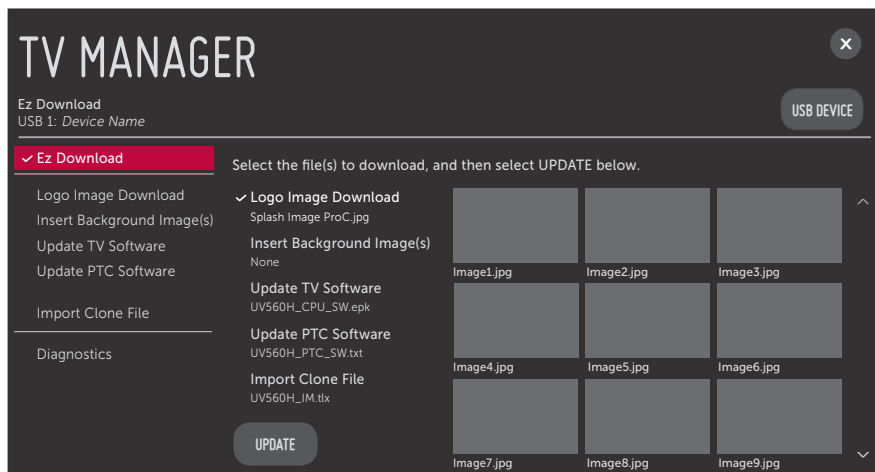 TV MANAGER
X
Ez Download
USB 1: Device Name
USB DEVICE
Ez Download
Logo Image Download
Insert Background Image(s)
Update TV Software
Update PTC Software
Import Clone File
Diagnostics
Select the file(s) to download, and then select UPDATE below.
Logo Image Download
Splash Image ProC.jpg
Insert Background Image(s)
None
Update TV Software
UV560H_CPU_SW.epk
Update PTC Software
UV560H_PTC_SW.txt
Import Clone File
UV560H_IM.tlx
UPDATE
Image1.jpg
Image2.jpg
Image3.jpg
Image4.jpg
Image5.jpg
Image6.jpg
Image7.jpg
Image8.jpg
Image9.jpg